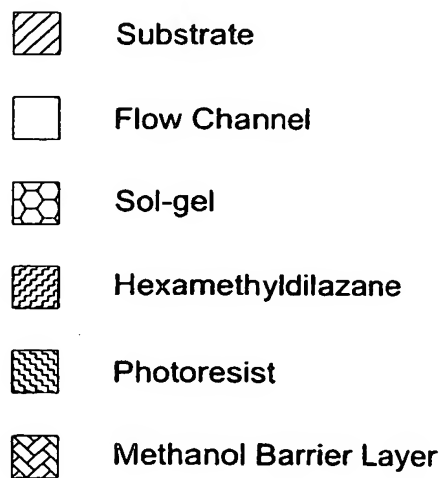 Substrate
Flow Channel
Sol-gel
Hexamethyldilazane
Photoresist
Methanol Barrier Layer